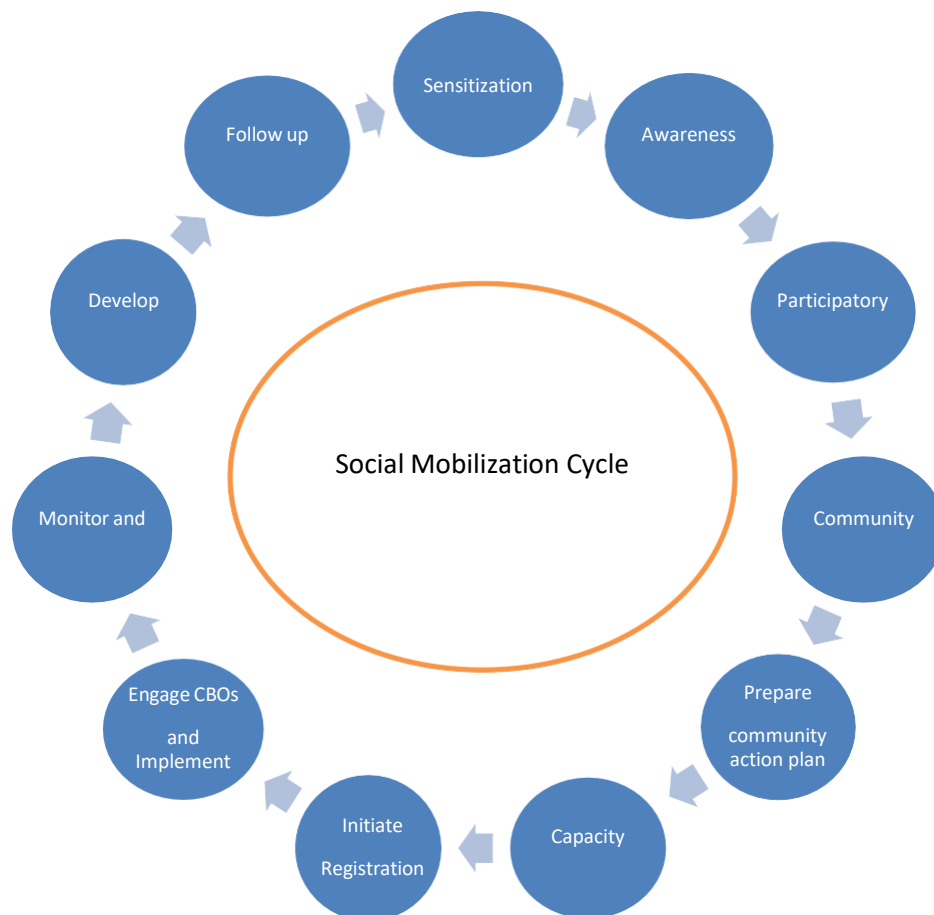 Sensitization
Awareness
Participatory
Community
Prepare
community
action plan
Capacity
Initiate
Registration
Engage CBOs
and
Implement
Monitor and
Develop
Follow up
Social Mobilization Cycle